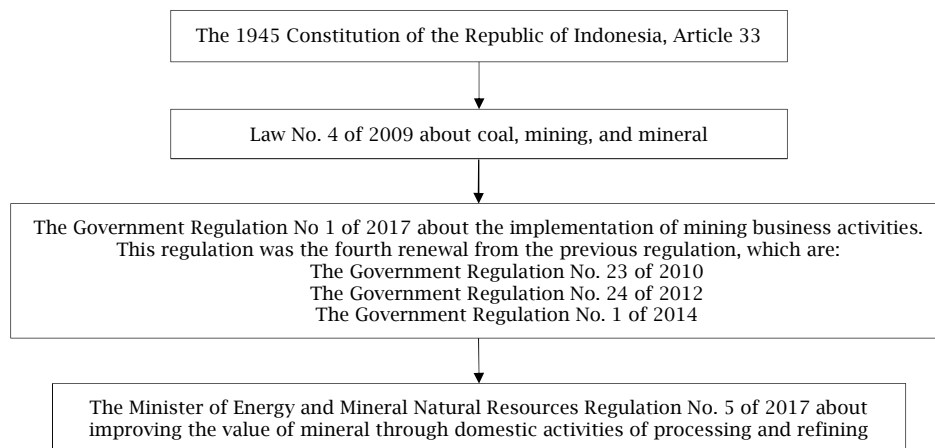 The 1945 Constitution of the Republic of Indonesia, Article 33
Law No. 4 of 2009 about coal, mining, and mineral
The Government Regulation No 1 of 2017 about the implementation of mining business activities.
This regulation was the fourth renewal from the previous regulation, which are:
The Government Regulation No. 23 of 2010
The Government Regulation No. 24 of 2012
The Government Regulation No. 1 of 2014
The Minister of Energy and Mineral Natural Resources Regulation No. 5 of 2017 about
improving the value of mineral through domestic activities of processing and refining